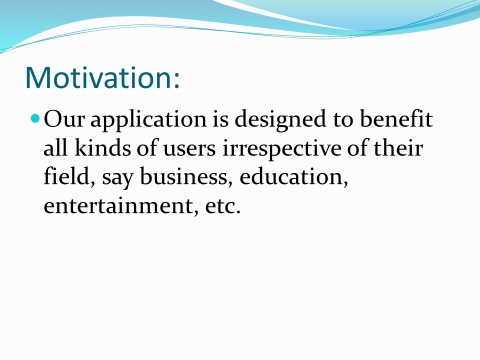 Motivation:
Our application is designed to benefit
all kinds of users irrespective of their
field, say business, education,
entertainment, etc.